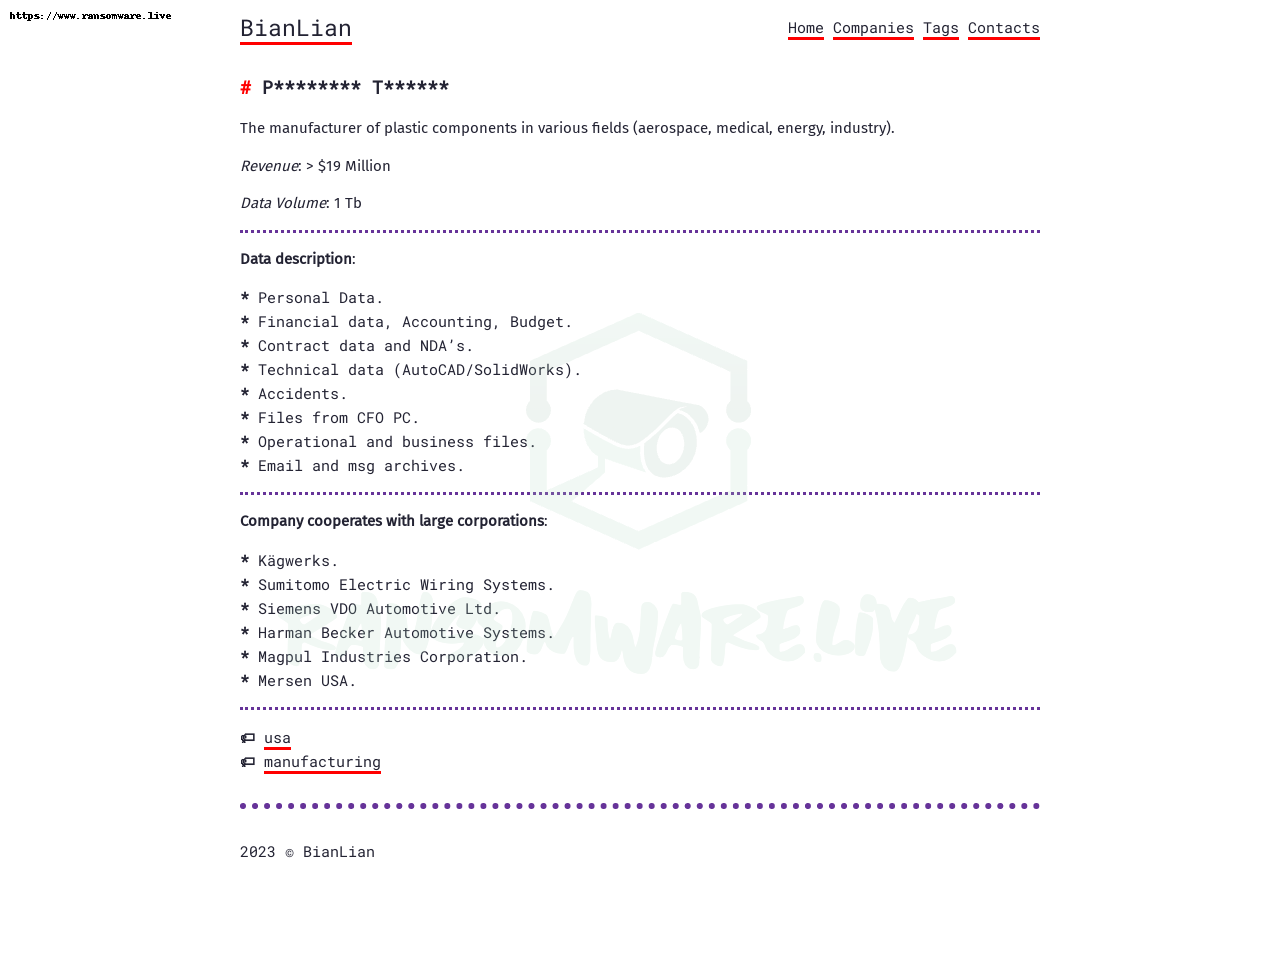 https://www.ransomware.live
BianLian
Home Companies Tags Contacts
# P******** T******
The manufacturer of plastic components in various fields (aerospace, medical, energy, industry).
Revenue: > $19 Million
Data Volume: 1 Tb
Data description:
* Personal Data.
* Financial data, Accounting, Budget.
* Contract data and NDA’s.
* Technical data (AutoCAD/SolidWorks).
* Accidents.
* Files from CFO PC.
* Operational and business files.
* Email and msg archives.
Company cooperates with large corporations:
* Kägwerks.
* Sumitomo Electric Wiring Systems.
* Siemens VDO Automotive Ltd.
* Harman Becker Automotive Systems.
* Magpul Industries Corporation.
* Mersen USA.
RANSOMWARE.LIVE
usa
manufacturing
2023 © BianLian